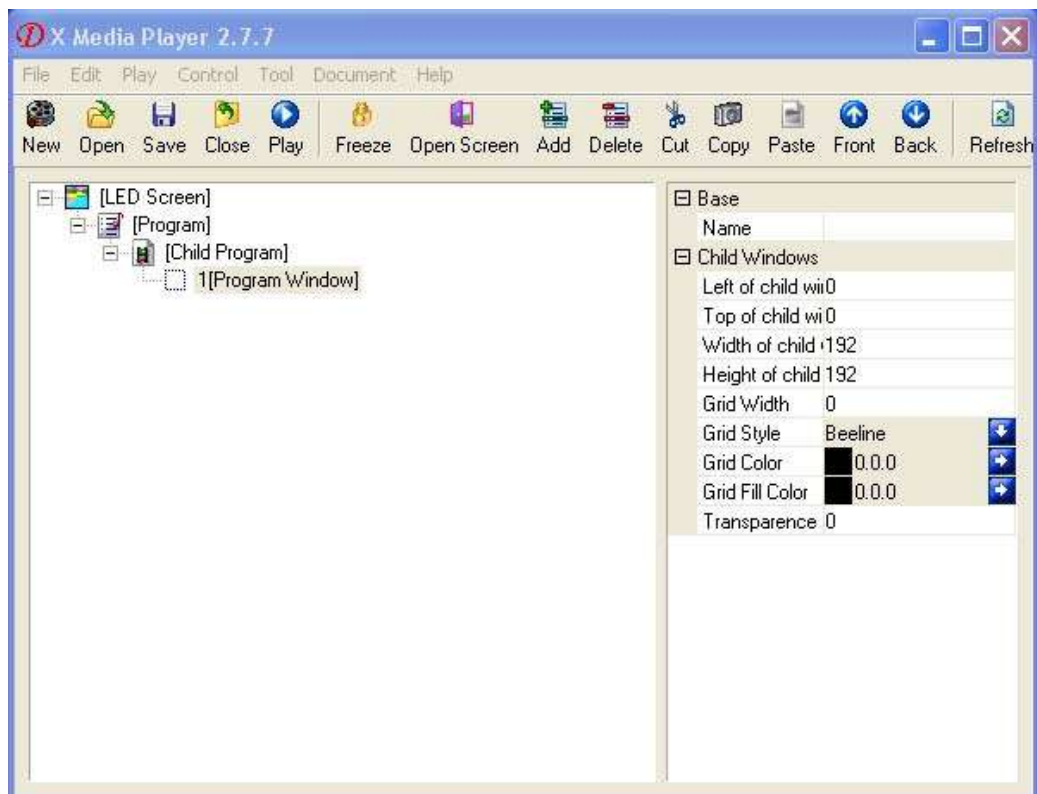 X Media Player 2.7.7
File Edit Play Control Tool Document Help
New Open Save Close Play Freeze Open Screen Add Delete Cut Copy Paste Front Back Refresh
[LED Screen]
[Program]
[Child Program]
1[Program Window]
Base
Name
Child Windows
Left of child wii 0
Top of child wi 0
Width of child 192
Height of child 192
Grid Width 0
Grid Style Beeline
Grid Color 0.0.0
Grid Fill Color 0.0.0
Transparence 0